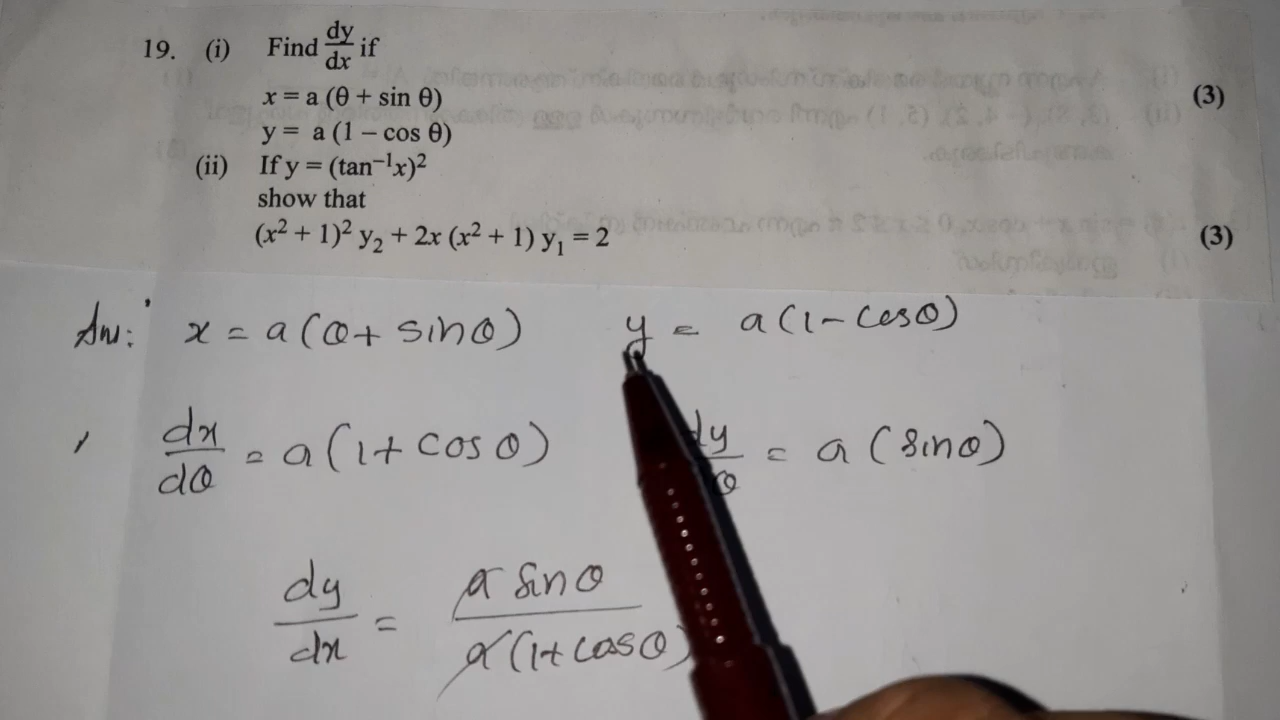 19. (i) Find dy/dx if
x = a (θ + sin θ) (3)
y = a (1 – cos θ)
(ii) If y = (tan⁻¹x)²
show that
(x² + 1)² y₂ + 2x (x² + 1) y₁ = 2 (3)
Ans: x = a(θ + sinθ) y = a(1 - cosθ)
dx/dθ = a(1 + cosθ) dy/dθ = a(sinθ)
dy/dx = a sinθ / a(1 + cosθ)